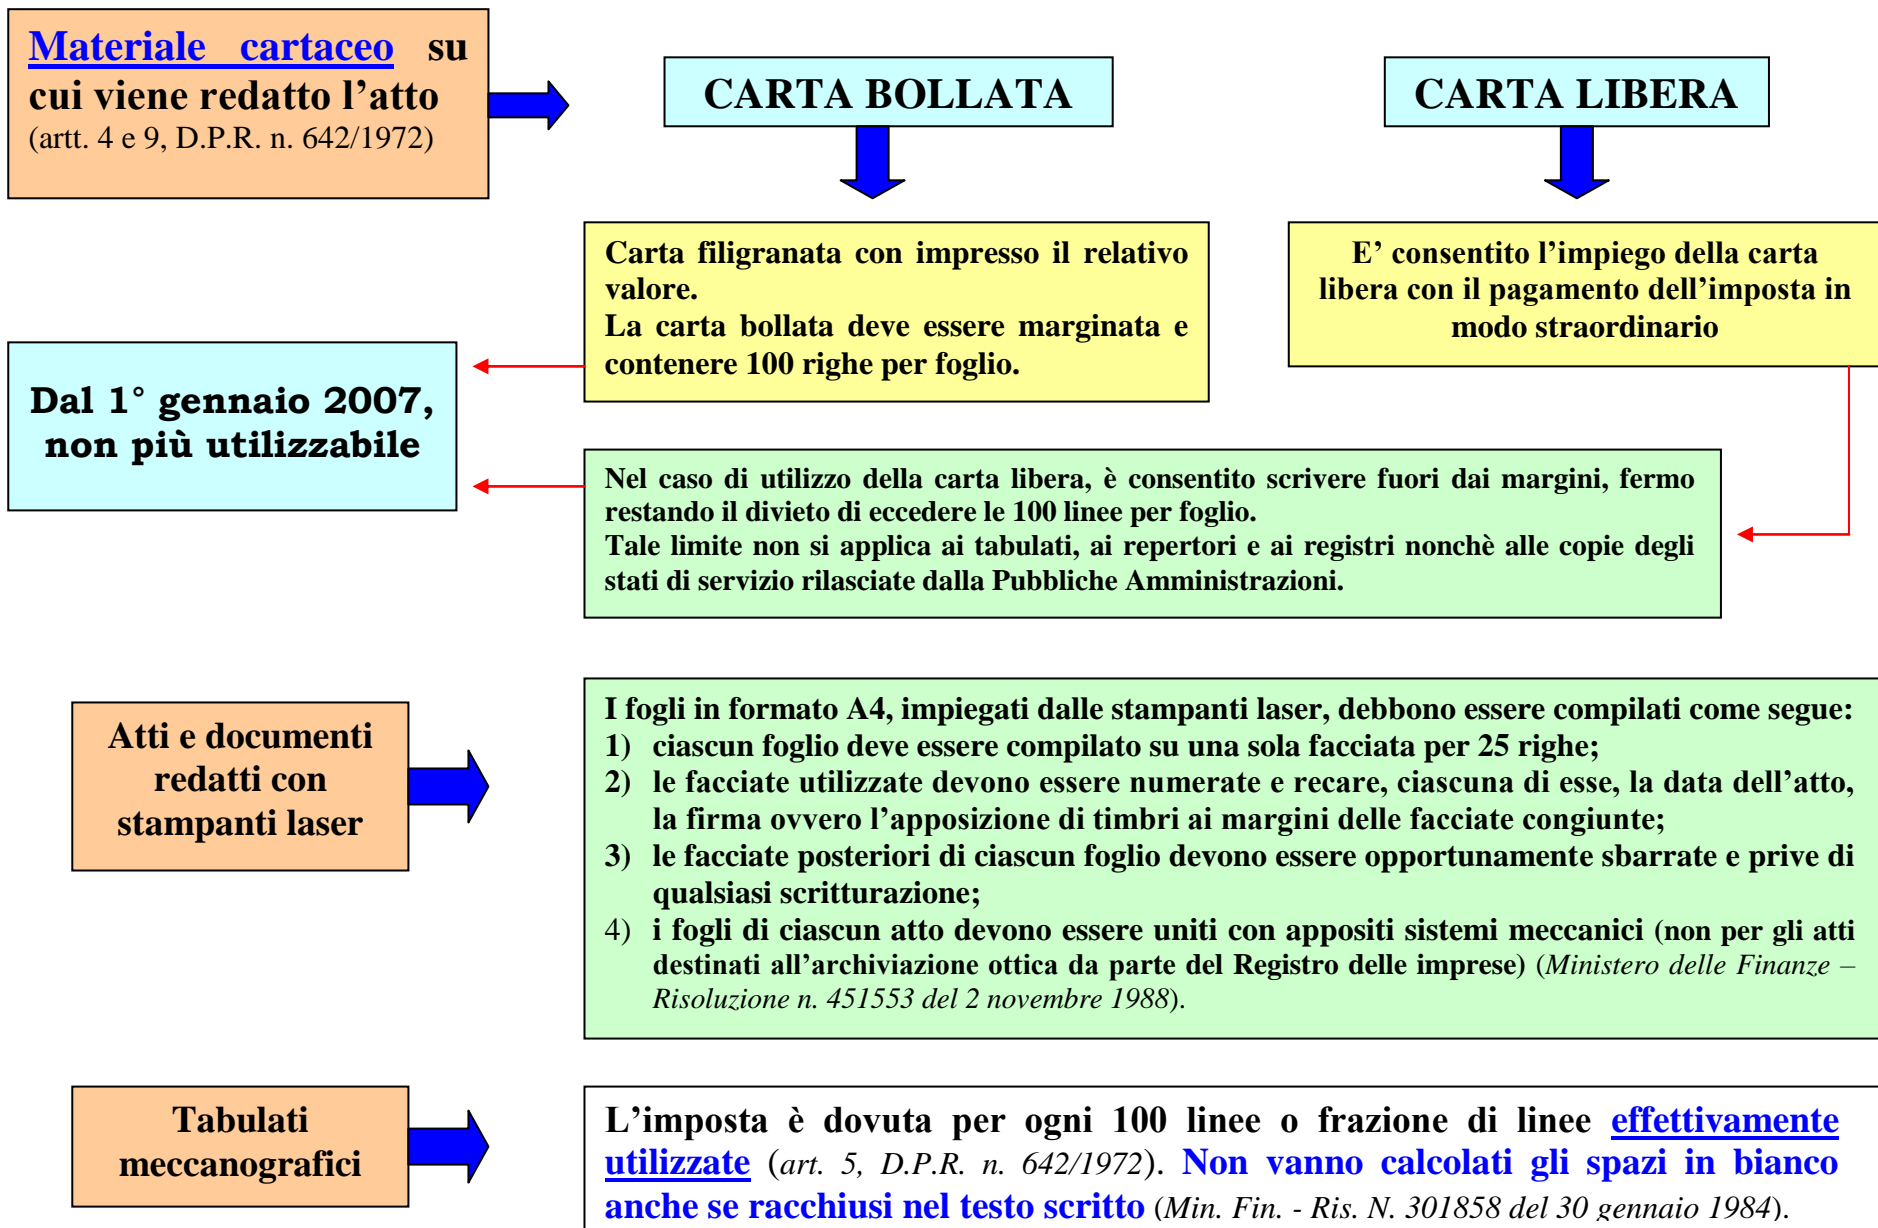 Materiale cartaceo su
cui viene redatto l’atto
(artt. 4 e 9, D.P.R. n. 642/1972)
CARTA BOLLATA
CARTA LIBERA
Carta filigranata con impresso il relativo
valore.
La carta bollata deve essere marginata e
contenere 100 righe per foglio.
E’ consentito l’impiego della carta
libera con il pagamento dell’imposta in
modo straordinario
Dal 1° gennaio 2007,
non più utilizzabile
Nel caso di utilizzo della carta libera, è consentito scrivere fuori dai margini, fermo
restando il divieto di eccedere le 100 linee per foglio.
Tale limite non si applica ai tabulati, ai repertori e ai registri nonchè alle copie degli
stati di servizio rilasciate dalla Pubbliche Amministrazioni.
Atti e documenti
redatti con
stampanti laser
I fogli in formato A4, impiegati dalle stampanti laser, debbono essere compilati come segue:
1) ciascun foglio deve essere compilato su una sola facciata per 25 righe;
2) le facciate utilizzate devono essere numerate e recare, ciascuna di esse, la data dell’atto,
la firma ovvero l’apposizione di timbri ai margini delle facciate congiunte;
3) le facciate posteriori di ciascun foglio devono essere opportunamente sbarrate e prive di
qualsiasi scritturazione;
4) i fogli di ciascun atto devono essere uniti con appositi sistemi meccanici (non per gli atti
destinati all’archiviazione ottica da parte del Registro delle imprese) (Ministero delle Finanze –
Risoluzione n. 451553 del 2 novembre 1988).
Tabulati
meccanografici
L’imposta è dovuta per ogni 100 linee o frazione di linee effettivamente
utilizzate (art. 5, D.P.R. n. 642/1972). Non vanno calcolati gli spazi in bianco
anche se racchiusi nel testo scritto (Min. Fin. - Ris. N. 301858 del 30 gennaio 1984).